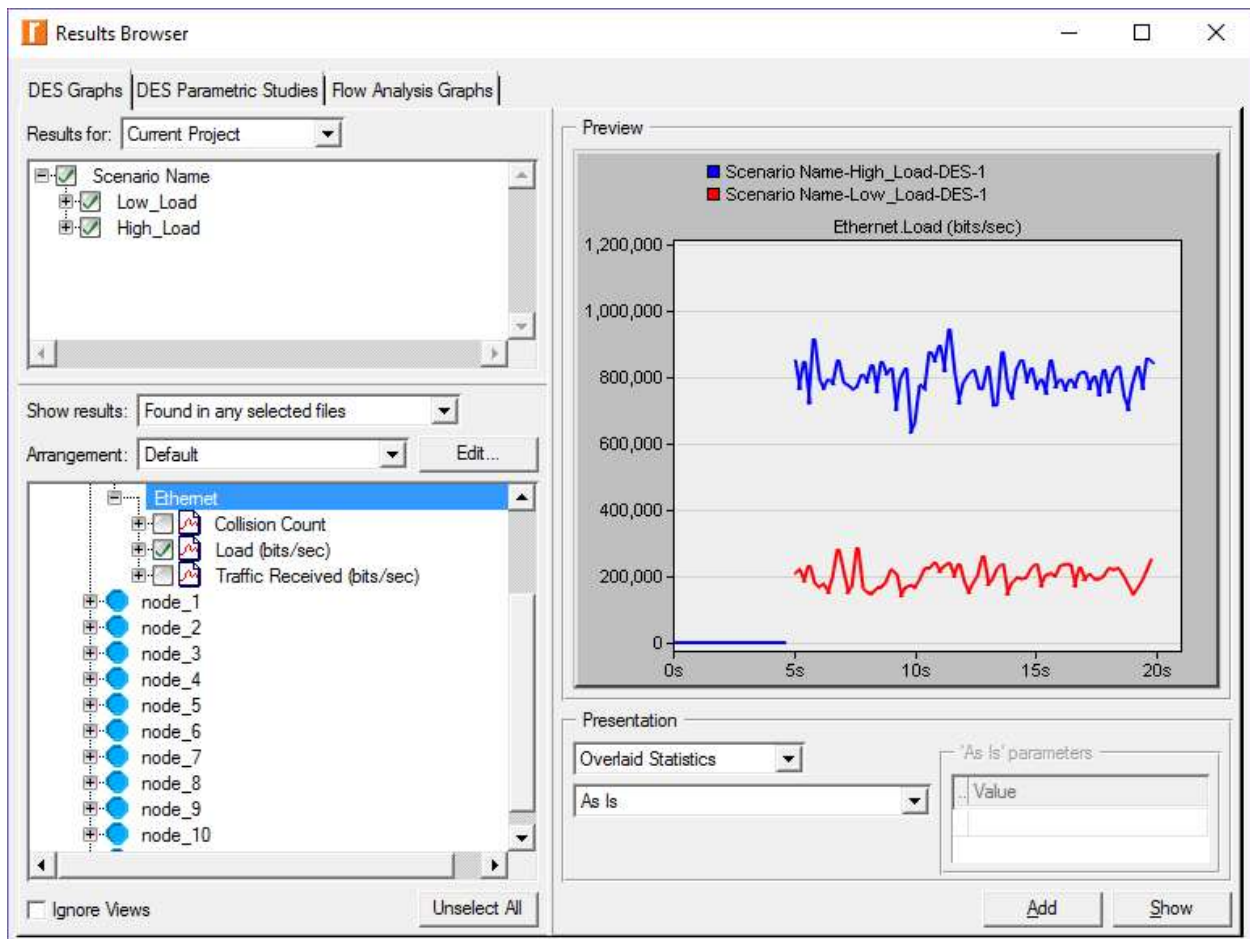 Results Browser
DES Graphs
DES Parametric Studies
Flow Analysis Graphs
Results for:
Current Project
Scenario Name
Low_Load
High_Load
Show results:
Found in any selected files
Arrangement:
Default
Edit...
Ethernet
Collision Count
Load (bits/sec)
Traffic Received (bits/sec)
node_1
node_2
node_3
node_4
node_5
node_6
node_7
node_8
node_9
node_10
Ignore Views
Unselect All
Preview
Scenario Name-High_Load-DES-1
Scenario Name-Low_Load-DES-1
Ethernet.Load (bits/sec)
1,200,000
1,000,000
800,000
600,000
400,000
200,000
0
0s
5s
10s
15s
20s
Presentation
Overlaid Statistics
As Is
'As Is' parameters
.. Value
Add
Show